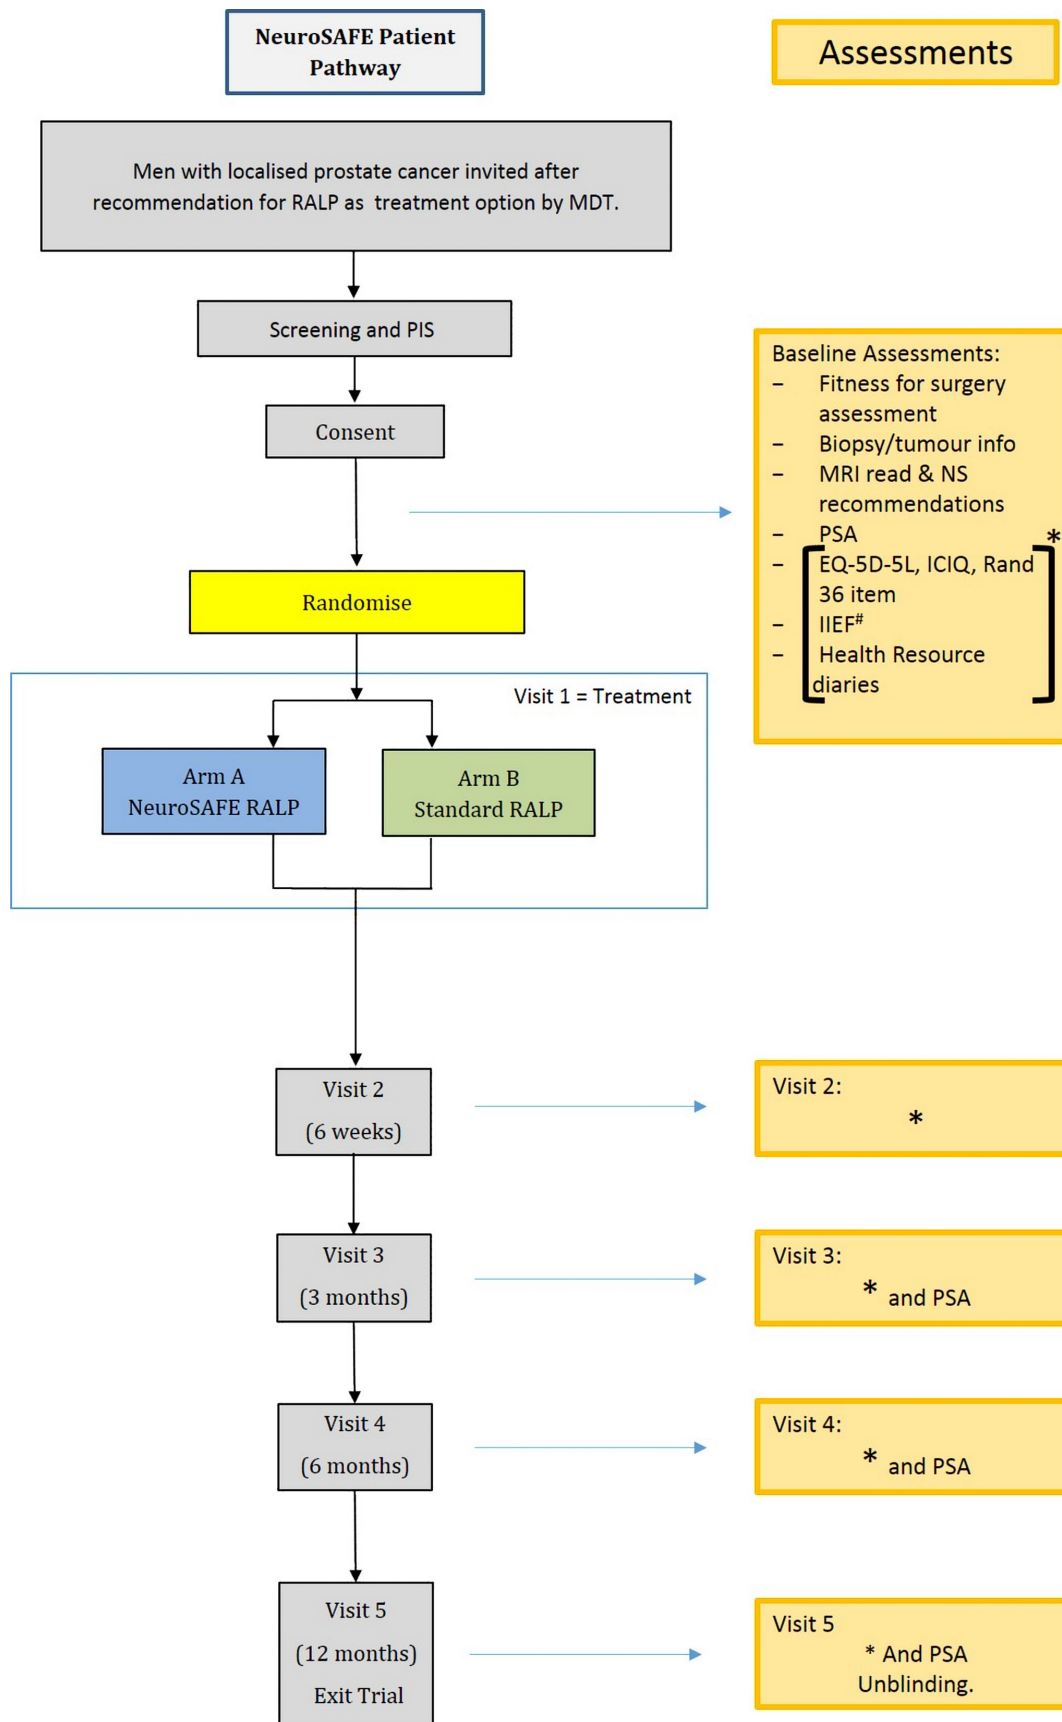 NeuroSAFE Patient
Pathway
Assessments
Men with localised prostate cancer invited after
recommendation for RALP as treatment option by MDT.
Screening and PIS
Consent
Baseline Assessments:
– Fitness for surgery
assessment
– Biopsy/tumour info
– MRI read & NS
recommendations
– PSA *
– EQ-5D-5L, ICIQ, Rand
36 item
– IIEF#
– Health Resource
diaries
Randomise
Visit 1 = Treatment
Arm A
NeuroSAFE RALP
Arm B
Standard RALP
Visit 2
(6 weeks)
Visit 2:
*
Visit 3
(3 months)
Visit 3:
* and PSA
Visit 4
(6 months)
Visit 4:
* and PSA
Visit 5
(12 months)
Exit Trial
Visit 5
* And PSA
Unblinding.